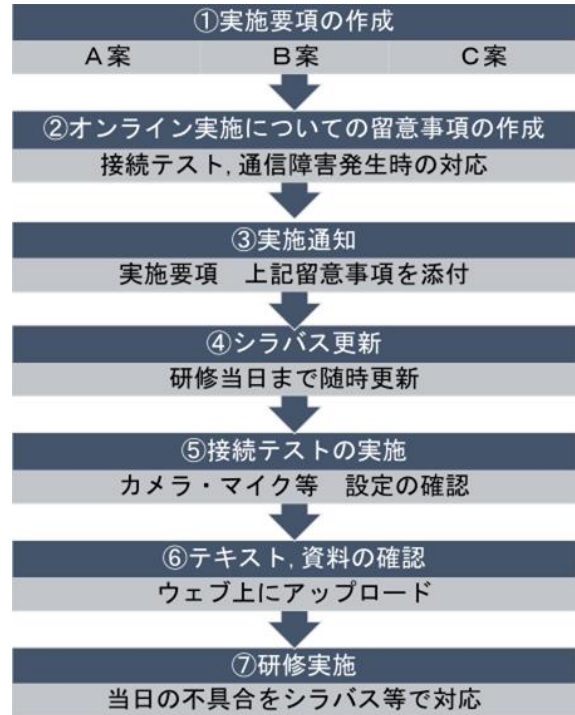 ①実施要項の作成
A案 B案 C案
②オンライン実施についての留意事項の作成
接続テスト,通信障害発生時の対応
③実施通知
実施要項　上記留意事項を添付
④シラバス更新
研修当日まで随時更新
⑤接続テストの実施
カメラ・マイク等　設定の確認
⑥テキスト,資料の確認
ウェブ上にアップロード
⑦研修実施
当日の不具合をシラバス等で対応